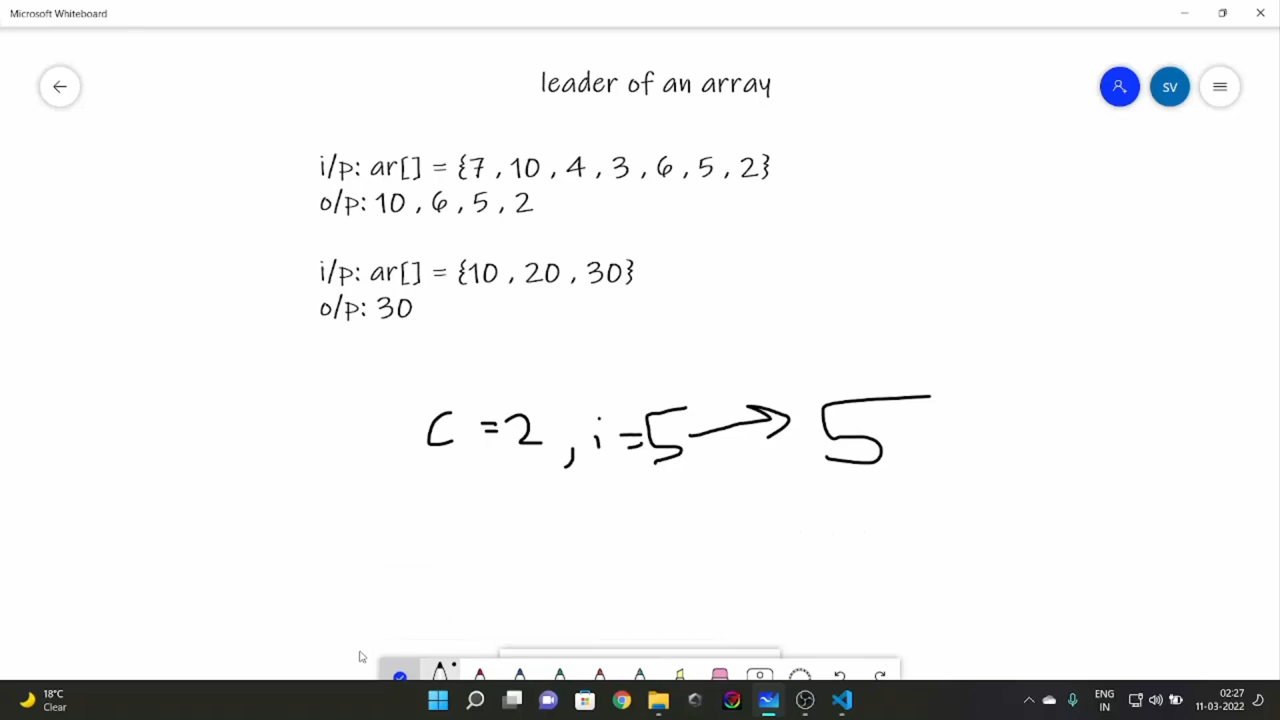 Microsoft Whiteboard
leader of an array
SV
i/p: ar[] = {7 , 10 , 4 , 3 , 6 , 5 , 2}
o/p: 10 , 6 , 5 , 2
i/p: ar[] = {10 , 20 , 30}
o/p: 30
C = 2 , i = 5 → 5
18°C
Clear
ENG
IN
02:27
11-03-2022